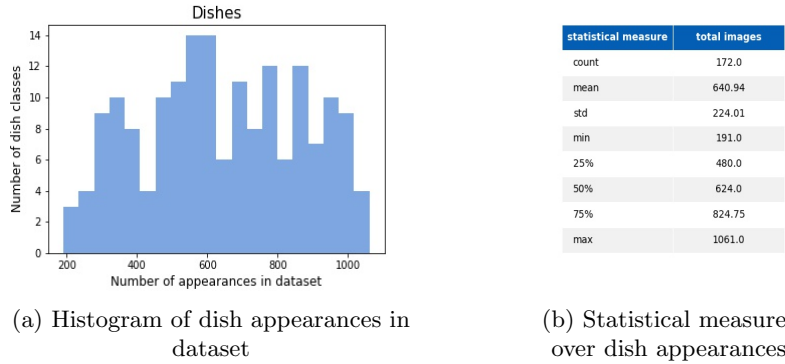 Dishes
Number of dish classes
14
12
10
8
6
4
2
0
200 400 600 800 1000
Number of appearances in dataset
(a) Histogram of dish appearances in
dataset
statistical measure total images
count 172.0
mean 640.94
std 224.01
min 191.0
25% 480.0
50% 624.0
75% 824.75
max 1061.0
(b) Statistical measure
over dish appearances